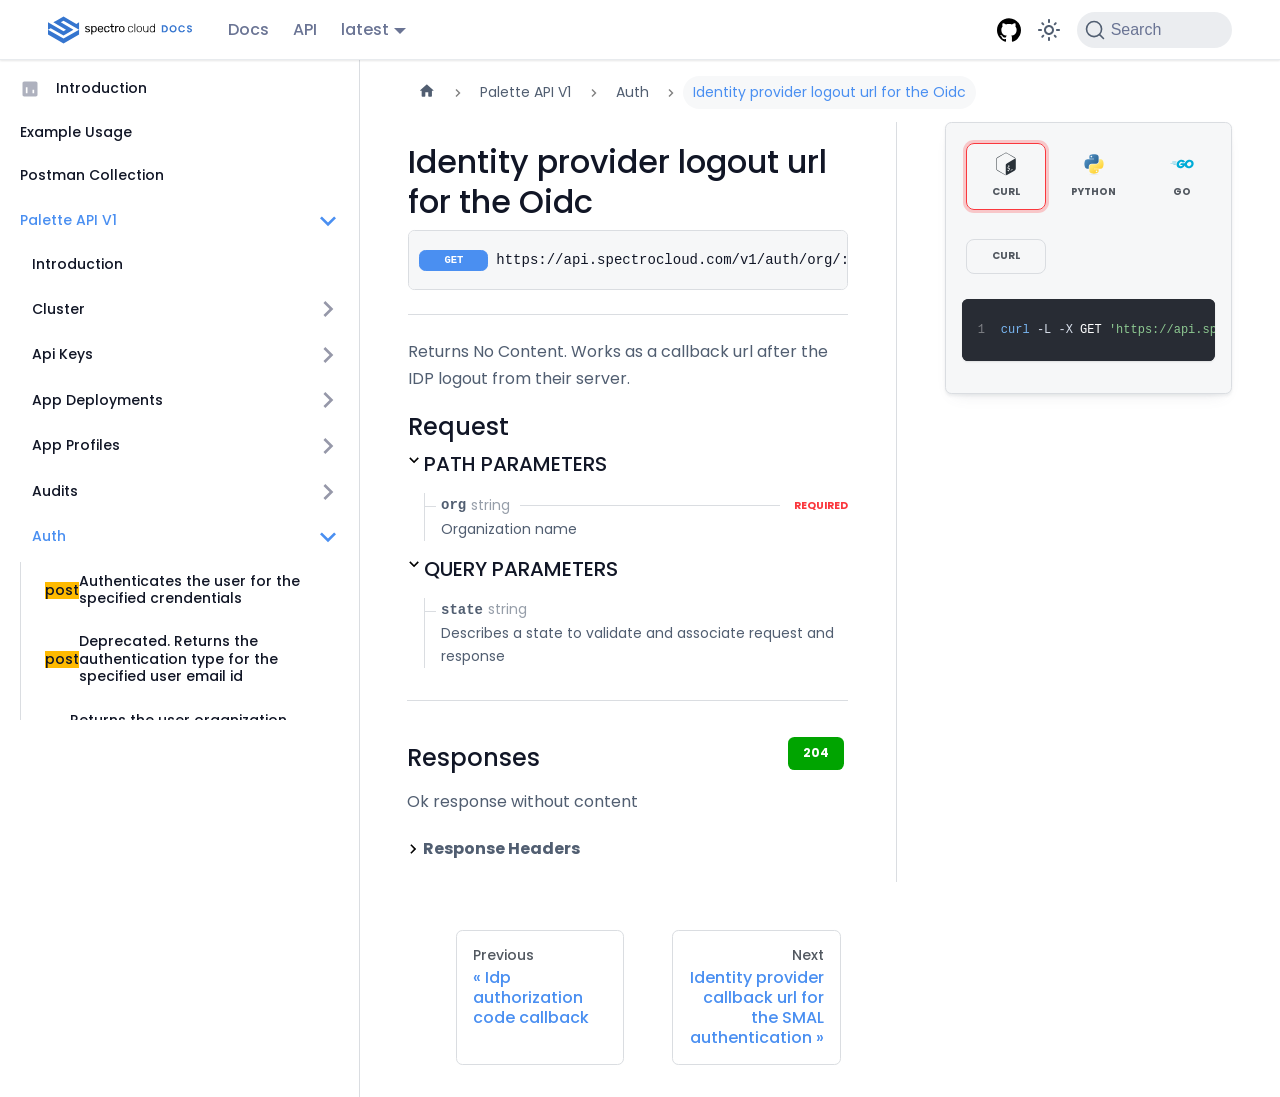 spectro cloud DOCS
Docs
API
latest
Search
Introduction
Example Usage
Postman Collection
Palette API V1
Introduction
Cluster
Api Keys
App Deployments
App Profiles
Audits
Auth
post Authenticates the user for the
specified crendentials
post Deprecated. Returns the
authentication type for the
specified user email id
Returns the user organization
Palette API V1
Auth
Identity provider logout url for the Oidc
Identity provider logout url
for the Oidc
GET https://api.spectrocloud.com/v1/auth/org/:
Returns No Content. Works as a callback url after the
IDP logout from their server.
Request
PATH PARAMETERS
org string REQUIRED
Organization name
QUERY PARAMETERS
state string
Describes a state to validate and associate request and
response
Responses
204
Ok response without content
Response Headers
Previous
« Idp
authorization
code callback
Next
Identity provider
callback url for
the SMAL
authentication »
CURL
PYTHON
GO
CURL
1 curl -L -X GET 'https://api.sp